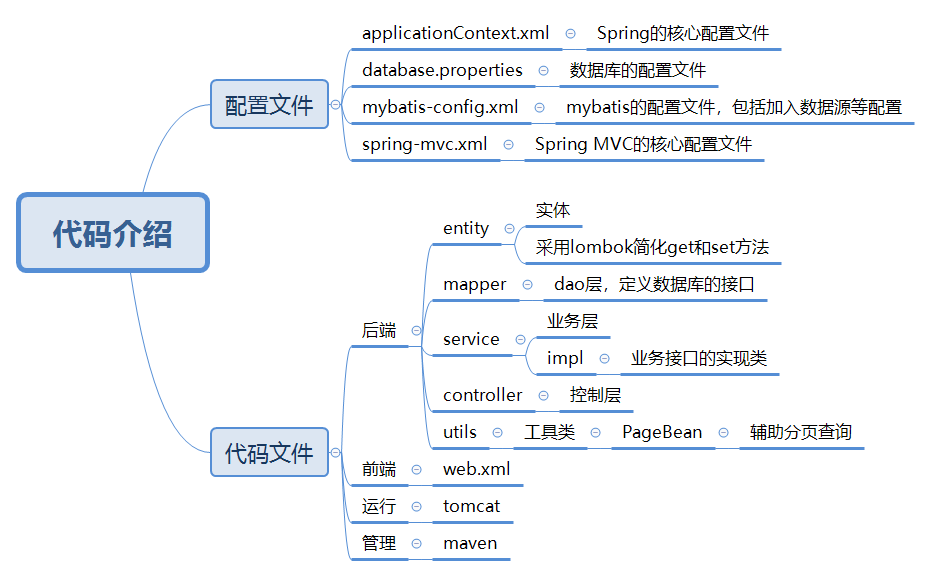 代码介绍
配置文件
applicationContext.xml
Spring的核心配置文件
database.properties
数据库的配置文件
mybatis-config.xml
mybatis的配置文件，包括加入数据源等配置
spring-mvc.xml
Spring MVC的核心配置文件
代码文件
后端
entity
实体
采用lombok简化get和set方法
mapper
dao层，定义数据库的接口
service
业务层
impl
业务接口的实现类
controller
控制层
utils
工具类
PageBean
辅助分页查询
前端
web.xml
运行
tomcat
管理
maven